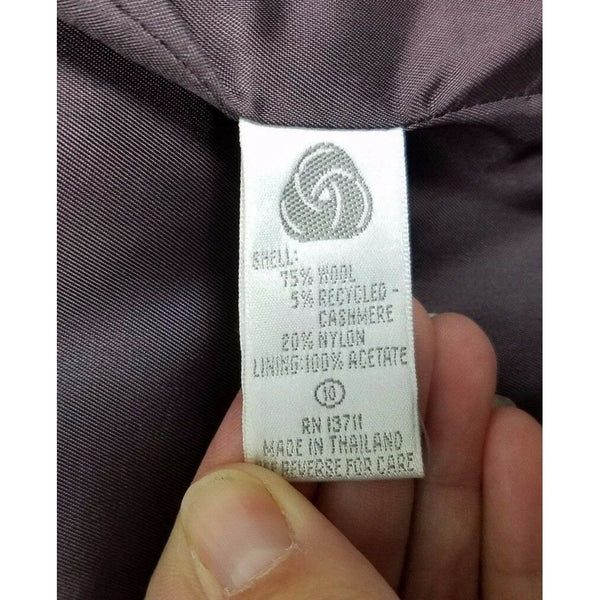 SHELL:
75% WOOL
5% RECYCLED-
CASHMERE
20% NYLON
LINING:100% ACETATE
10
RN 13711
MADE IN THAILAND
SEE REVERSE FOR CARE